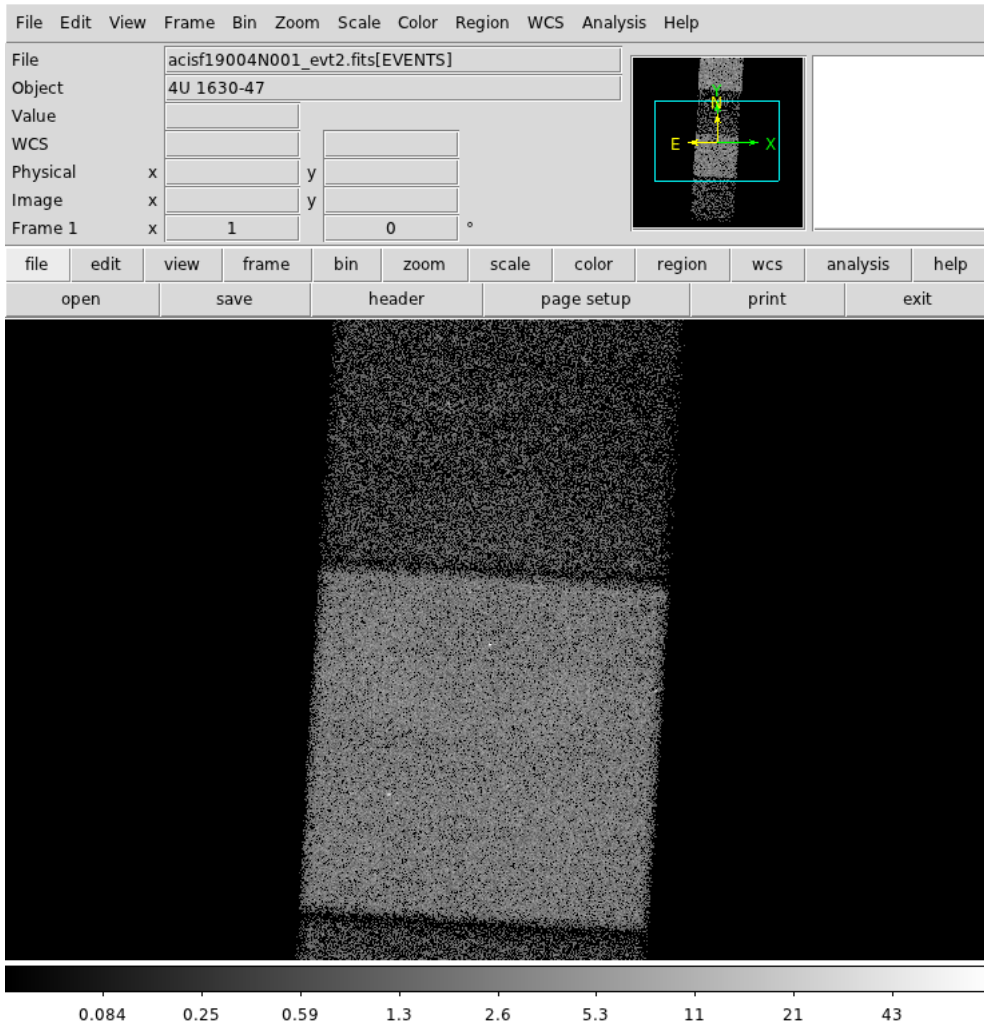 File Edit View Frame Bin Zoom Scale Color Region WCS Analysis Help
File acisf19004N001_evt2.fits[EVENTS]
Object 4U 1630-47
Value
WCS
Physical x y
Image x y
Frame 1 x 1 0 °
Y
N
E X
file edit view frame bin zoom scale color region wcs analysis help
open save header page setup print exit
0.084 0.25 0.59 1.3 2.6 5.3 11 21 43